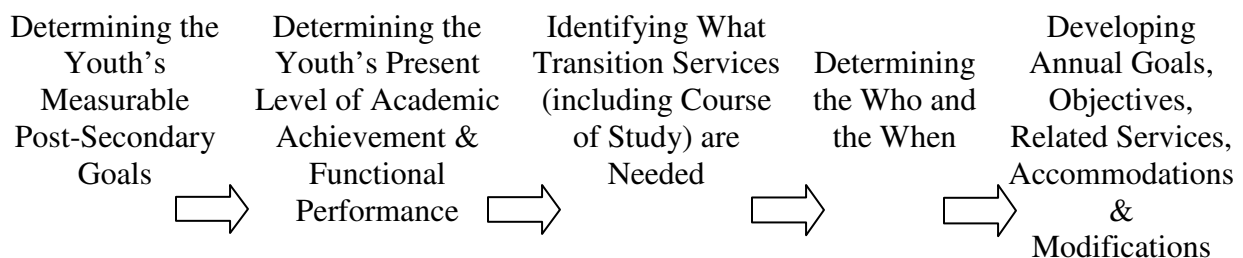 Determining the
Youth's
Measurable
Post-Secondary
Goals
Determining the
Youth's Present
Level of Academic
Achievement &
Functional
Performance
Identifying What
Transition Services
(including Course
of Study) are
Needed
Determining
the Who and
the When
Developing
Annual Goals,
Objectives,
Related Services,
Accommodations
&
Modifications